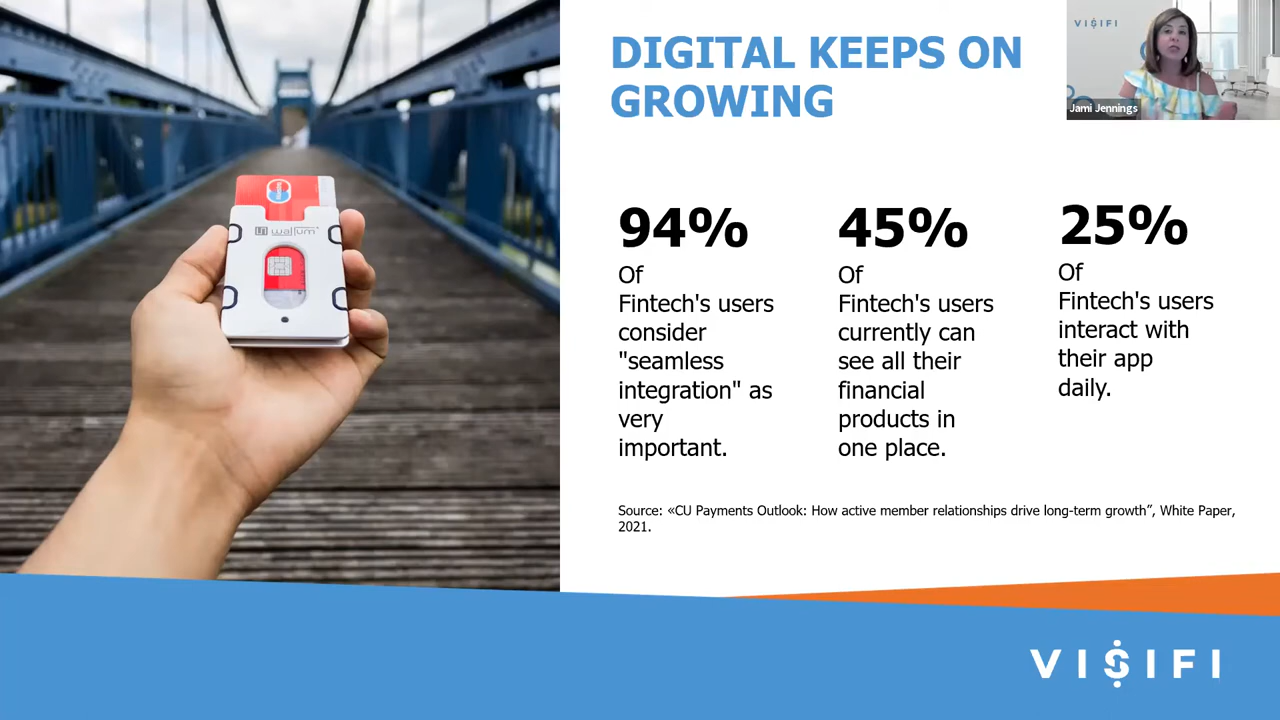 DIGITAL KEEPS ON
GROWING
VISIFI
Jami Jennings
wallum
94%
Of
Fintech's users
consider
"seamless
integration" as
very
important.
45%
Of
Fintech's users
currently can
see all their
financial
products in
one place.
25%
Of
Fintech's users
interact with
their app
daily.
Source: «CU Payments Outlook: How active member relationships drive long-term growth”, White Paper,
2021.
VISIFI